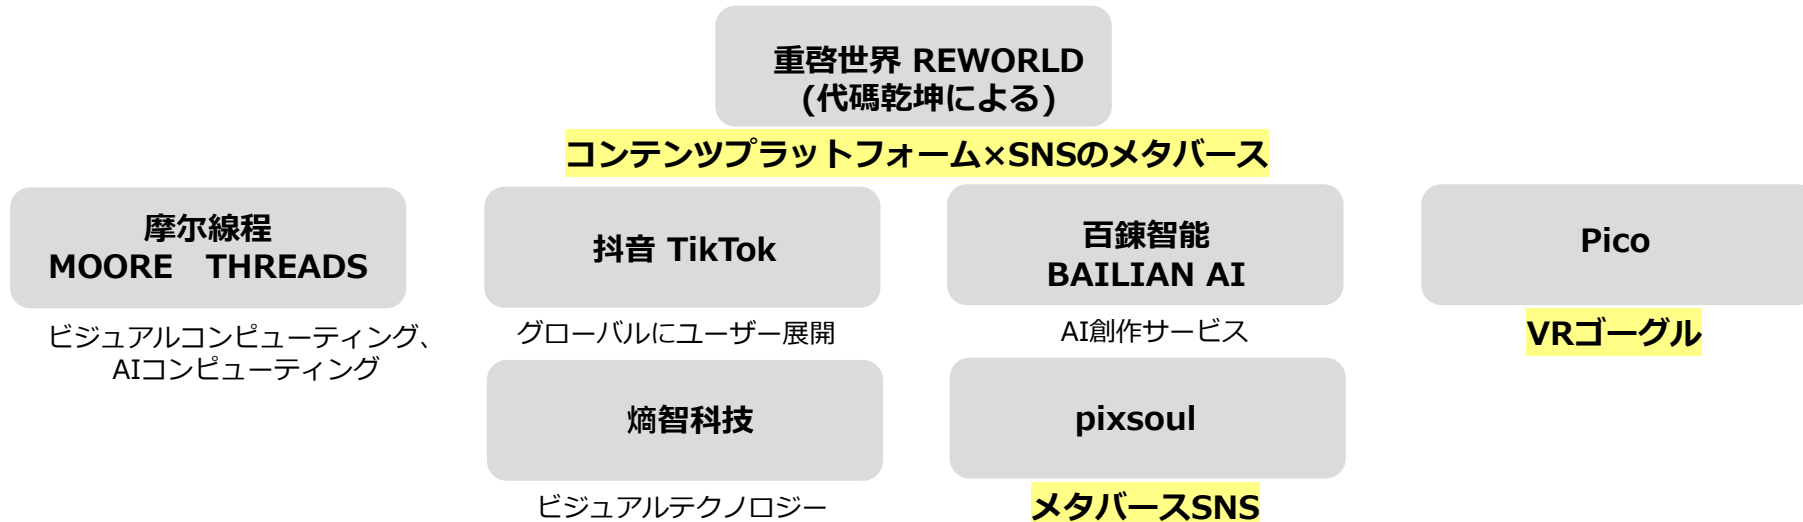 重啓世界 REWORLD
(代碼乾坤による)
コンテンツプラットフォーム×SNSのメタバース
摩尔線程
MOORE　THREADS
ビジュアルコンピューティング、
AIコンピューティング
抖音 TikTok
グローバルにユーザー展開
百錬智能
BAILIAN AI
AI創作サービス
Pico
VRゴーグル
熵智科技
ビジュアルテクノロジー
pixsoul
メタバースSNS